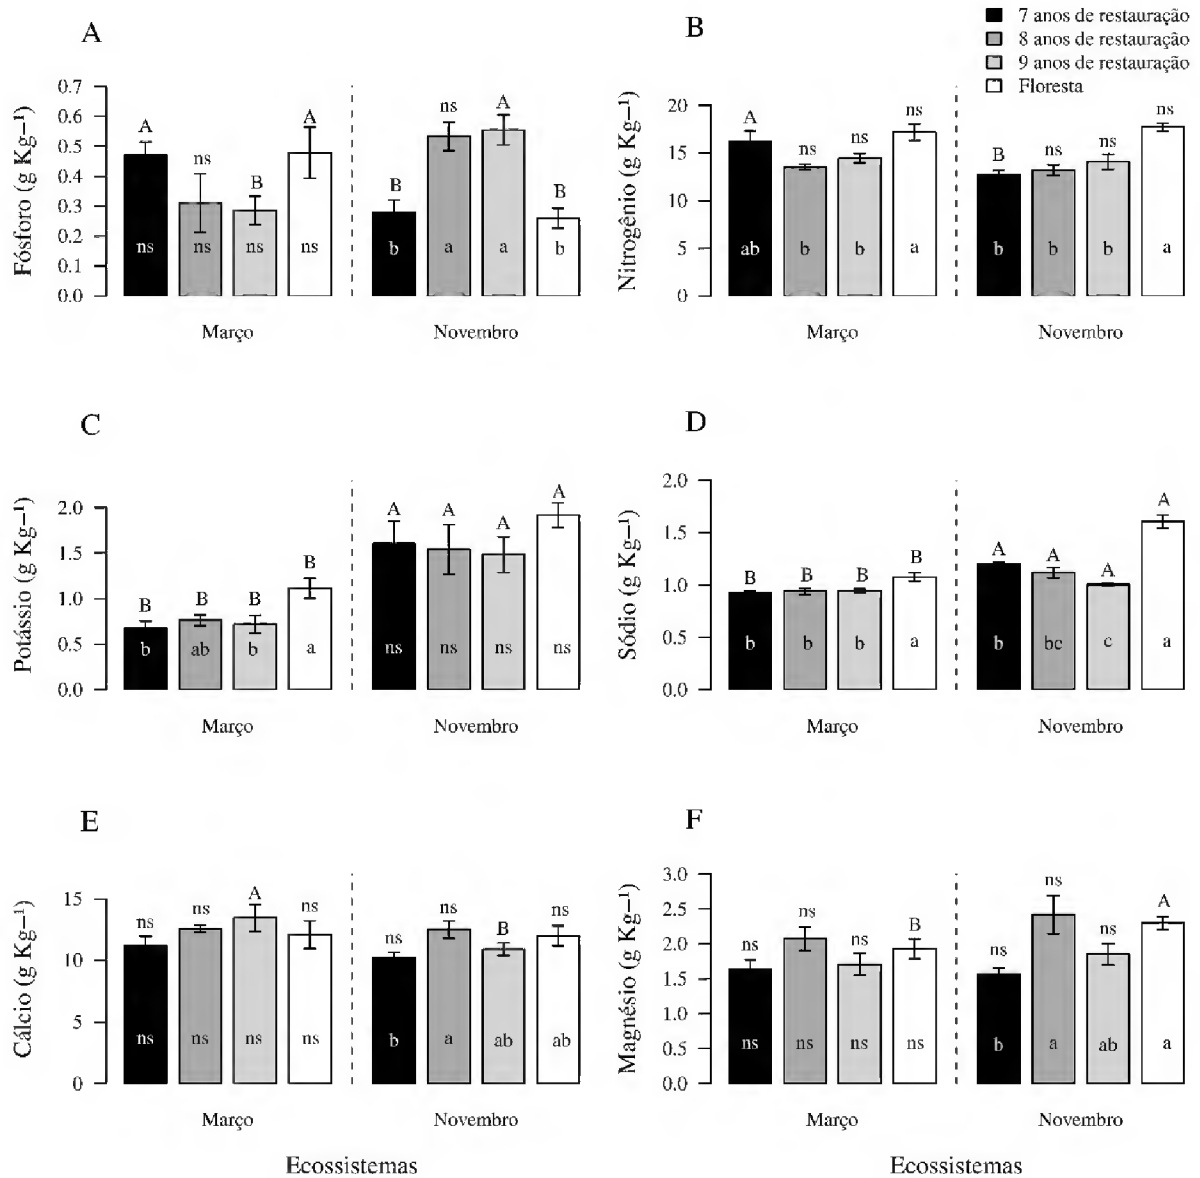 7 anos de restauração
8 anos de restauração
9 anos de restauração
Floresta
A
Fósforo (g Kg–¹)
0.7
0.6
0.5
0.4
0.3
0.2
0.1
0.0
A ns B A B ns A B
ns ns ns ns b a a b
Março Novembro
B
Nitrogênio (g Kg–¹)
20
15
10
5
0
A ns ns ns B ns ns ns
ab b b a b b b a
Março Novembro
C
Potássio (g Kg–¹)
2.0
1.5
1.0
0.5
0.0
B B B B A A A A
b ab b a ns ns ns ns
Março Novembro
D
Sódio (g Kg–¹)
2.0
1.5
1.0
0.5
0.0
B B B B A A A A
b b b a b bc c a
Março Novembro
E
Cálcio (g Kg–¹)
15
10
5
0
ns ns A ns ns ns B ns
ns ns ns ns b a ab ab
Março Novembro
Ecossistemas
F
Magnésio (g Kg–¹)
3.0
2.5
2.0
1.5
1.0
0.5
0.0
ns ns ns B ns ns ns A
ns ns ns ns b a ab a
Março Novembro
Ecossistemas